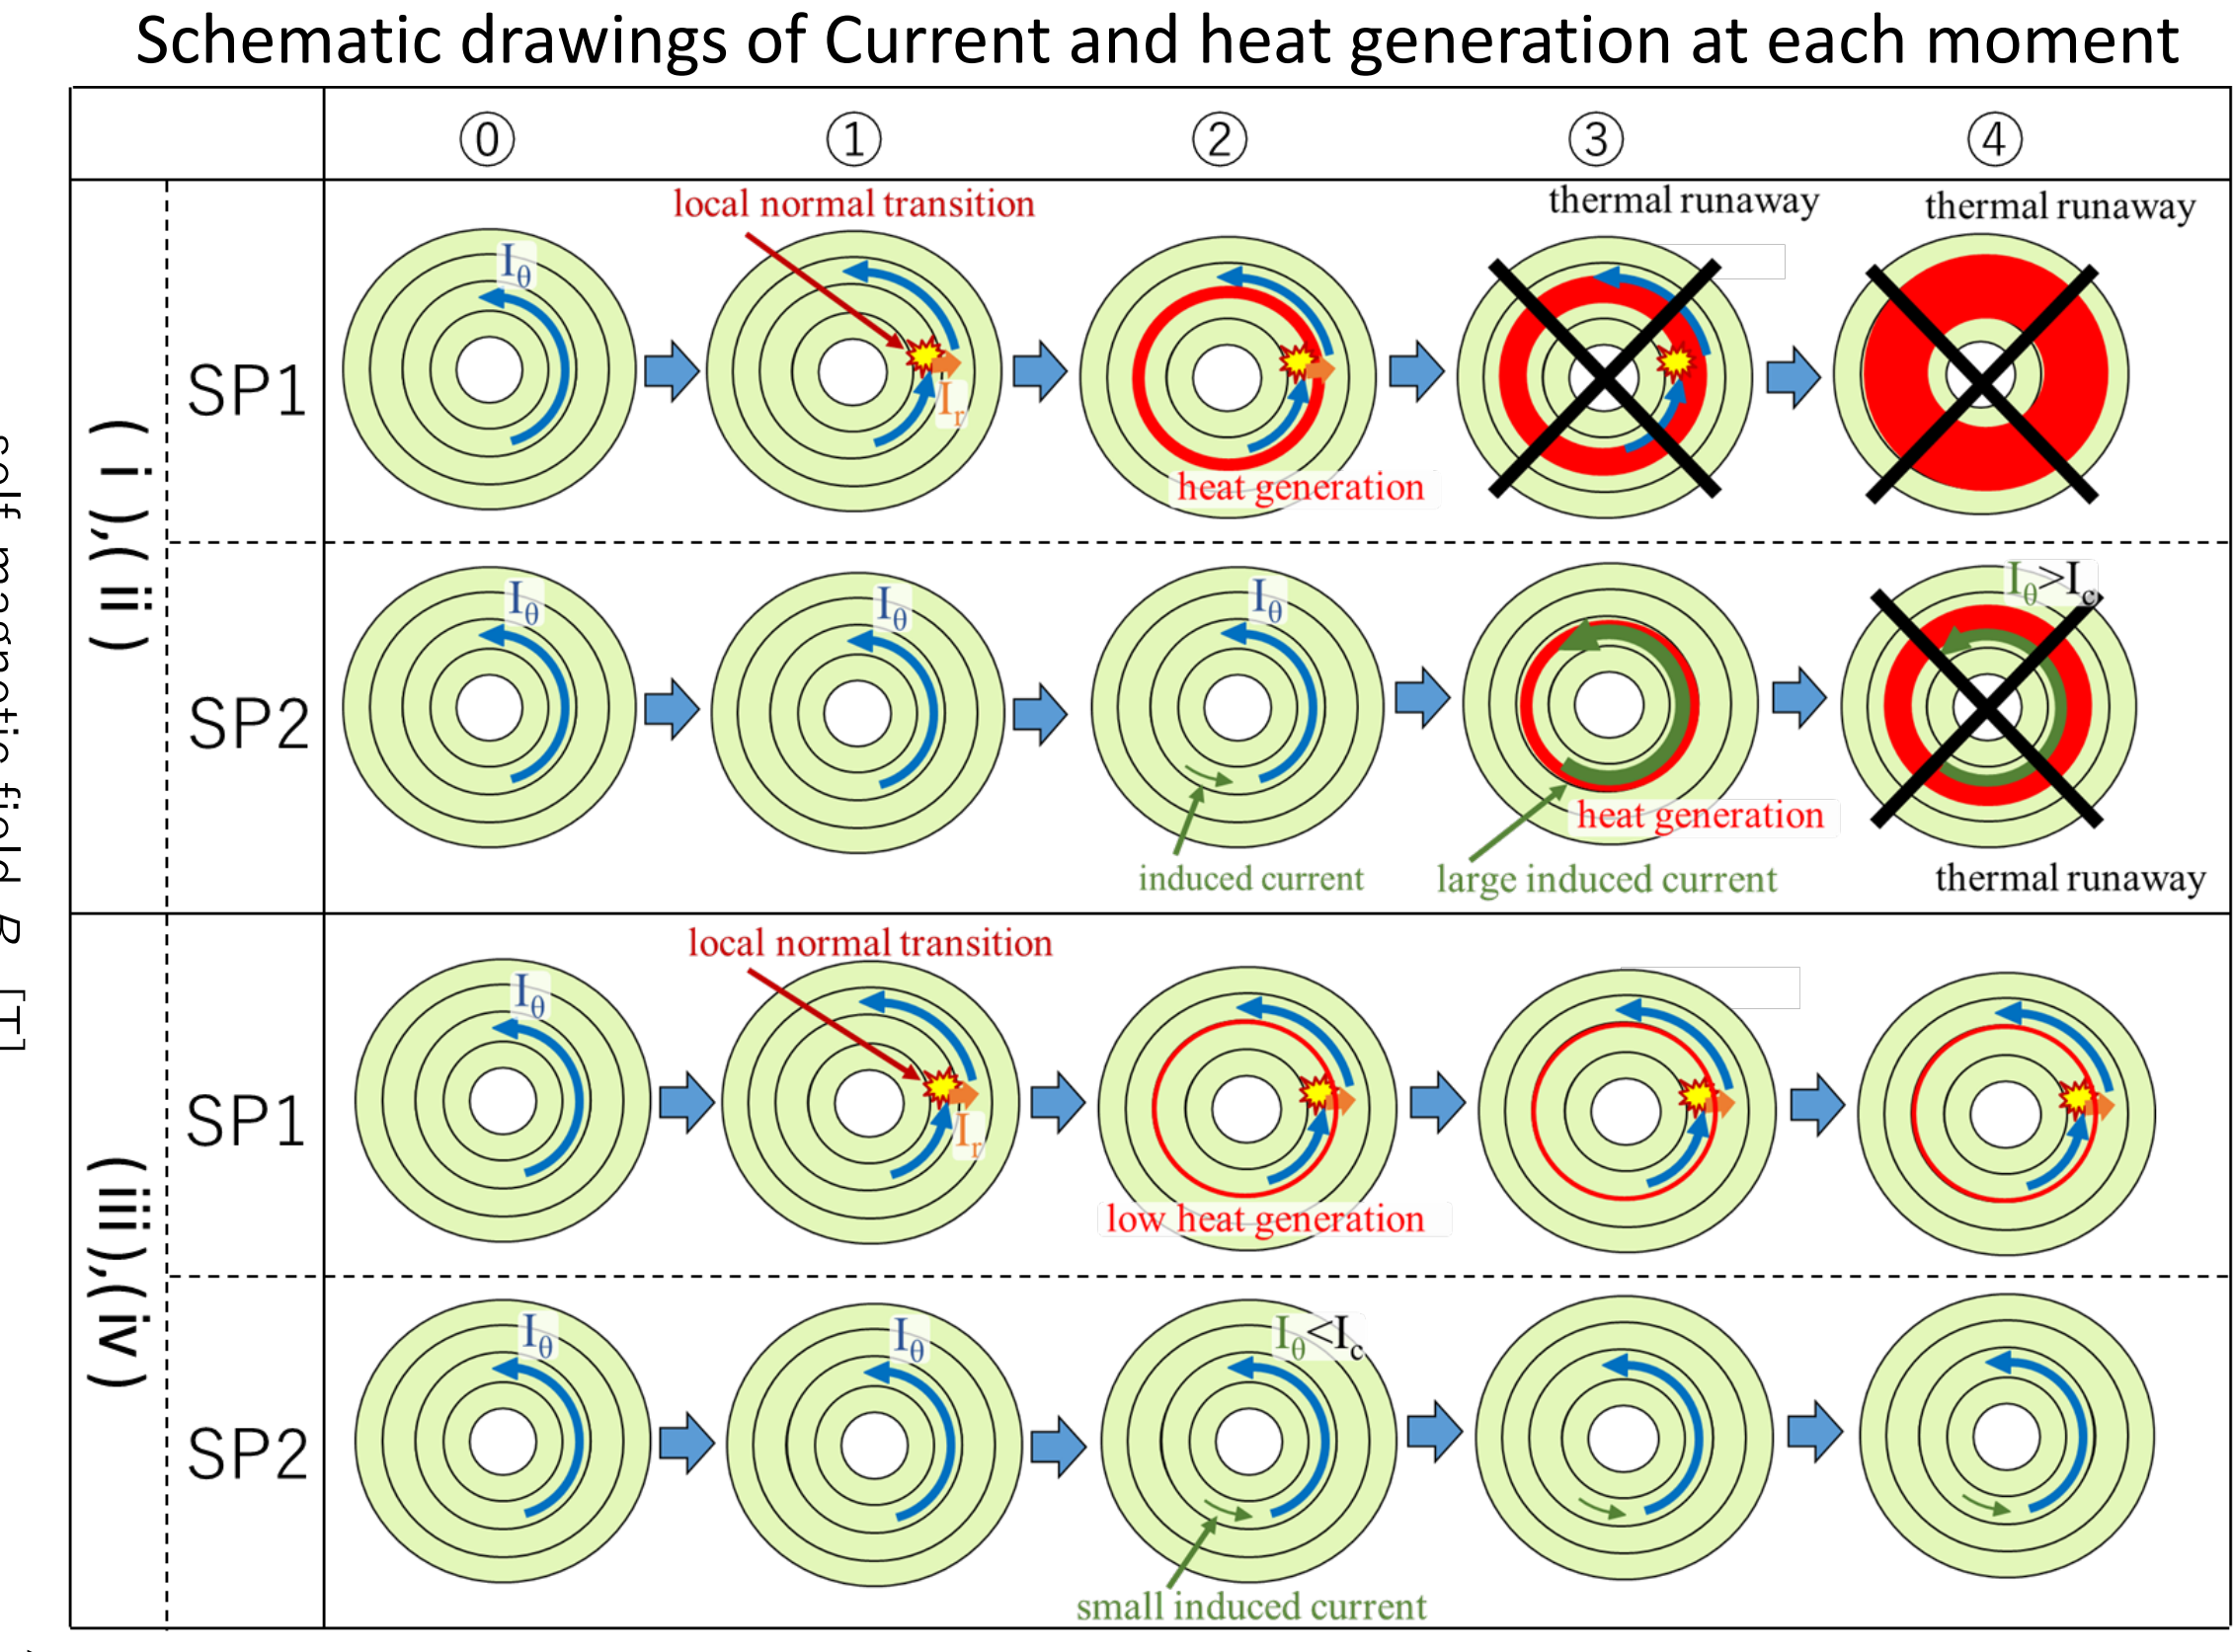 Schematic drawings of Current and heat generation at each moment
⓪ ① ② ③ ④
(i),(ii)
SP1
Iθ
local normal transition
Ir
heat generation
thermal runaway
thermal runaway
SP2
Iθ
Iθ
Iθ
induced current
large induced current
heat generation
Iθ>Ic
thermal runaway
(iii),(iv)
SP1
Iθ
local normal transition
Ir
low heat generation
SP2
Iθ
Iθ
Iθ<Ic
small induced current